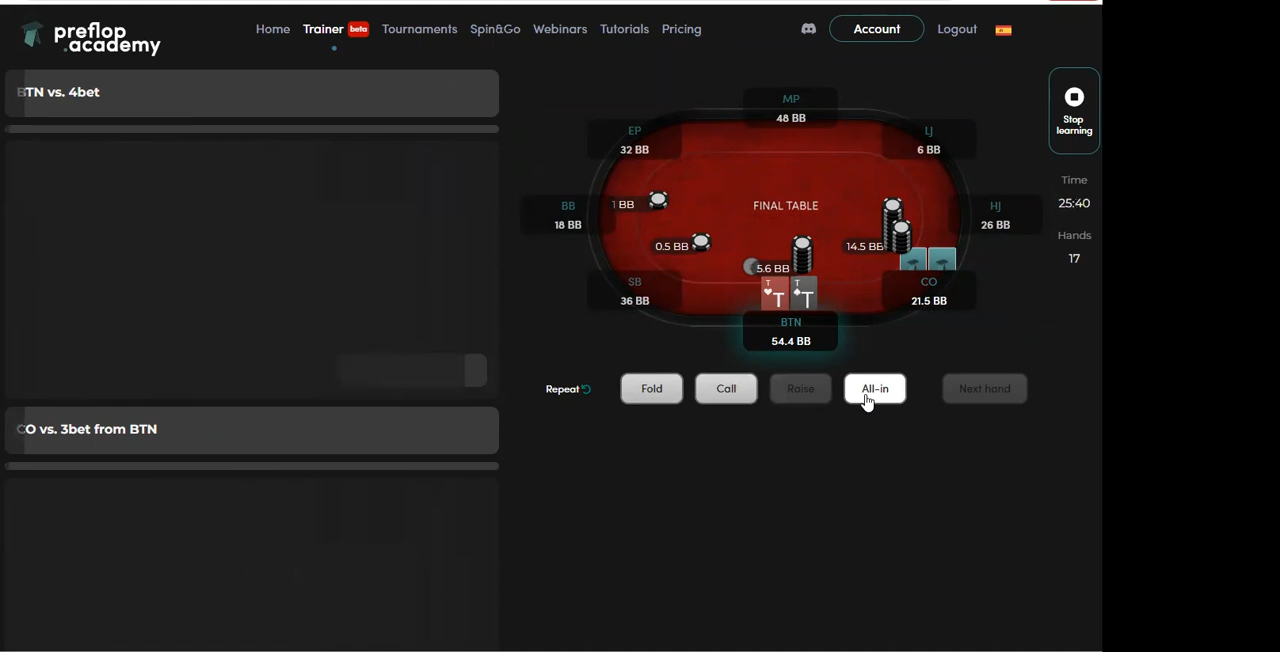 preflop
.academy
Home
Trainer beta
Tournaments
Spin&Go
Webinars
Tutorials
Pricing
Account
Logout
BTN vs. 4bet
CO vs. 3bet from BTN
MP
48 BB
EP
32 BB
LJ
6 BB
BB
18 BB
1 BB
FINAL TABLE
HJ
26 BB
0.5 BB
5.6 BB
14.5 BB
SB
36 BB
T
T
T
T
CO
21.5 BB
BTN
54.4 BB
Repeat
Fold
Call
Raise
All-in
Next hand
Stop
learning
Time
25:40
Hands
17